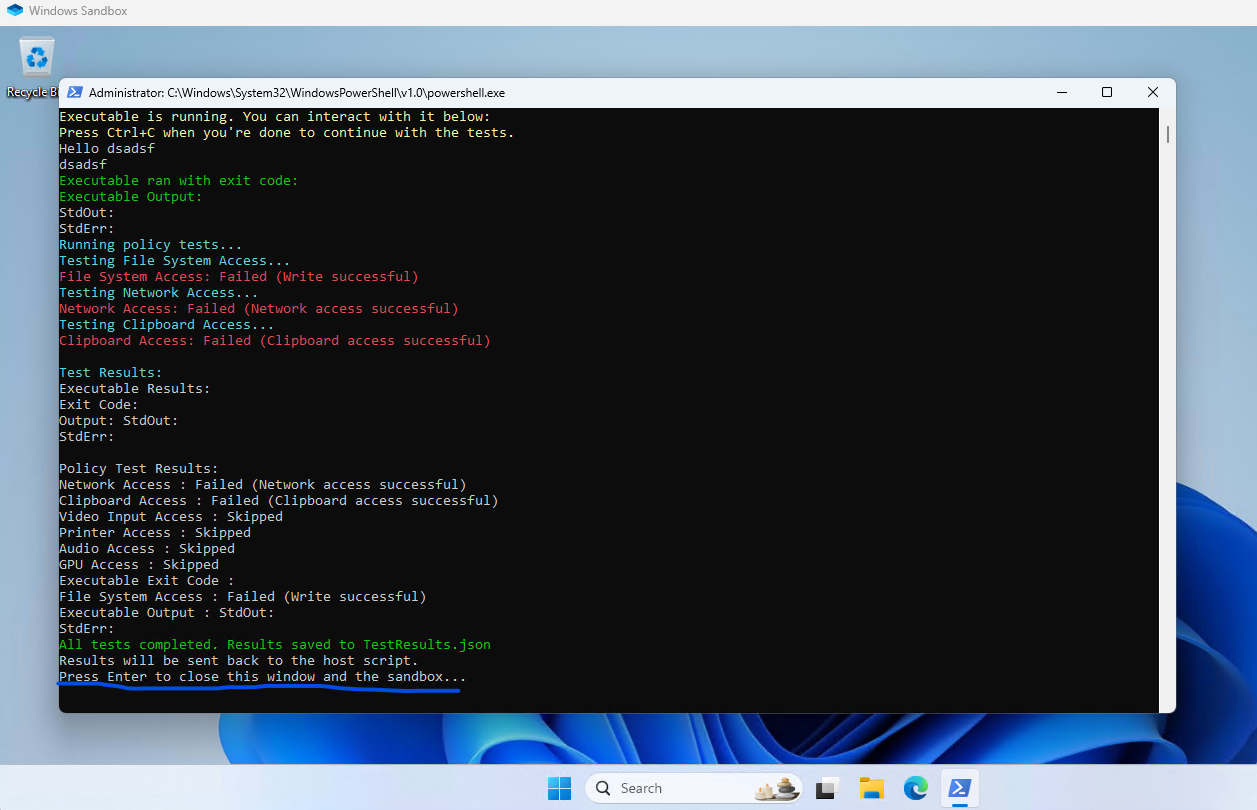 Windows Sandbox
Recycle B
Administrator: C:\Windows\System32\WindowsPowerShell\v1.0\powershell.exe
Executable is running. You can interact with it below:
Press Ctrl+C when you're done to continue with the tests.
Hello dsadsf
dsadsf
Executable ran with exit code:
Executable Output:
StdOut:
StdErr:
Running policy tests...
Testing File System Access...
File System Access: Failed (Write successful)
Testing Network Access...
Network Access: Failed (Network access successful)
Testing Clipboard Access...
Clipboard Access: Failed (Clipboard access successful)
Test Results:
Executable Results:
Exit Code:
Output: StdOut:
StdErr:
Policy Test Results:
Network Access : Failed (Network access successful)
Clipboard Access : Failed (Clipboard access successful)
Video Input Access : Skipped
Printer Access : Skipped
Audio Access : Skipped
GPU Access : Skipped
Executable Exit Code :
File System Access : Failed (Write successful)
Executable Output : StdOut:
StdErr:
All tests completed. Results saved to TestResults.json
Results will be sent back to the host script.
Press Enter to close this window and the sandbox...
Search